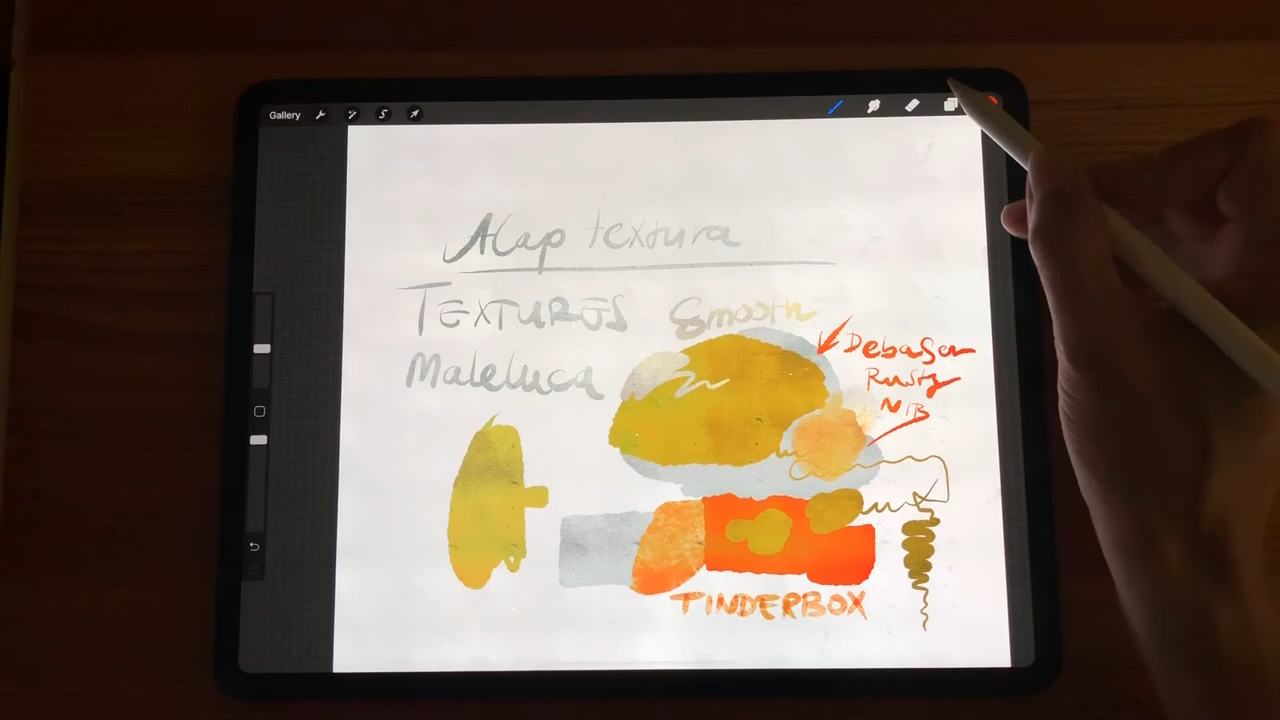 Gallery
Alap textura
TEXTURES
Smooth
Maleluca
Debaser
Rusty
NIB
TINDERBOX